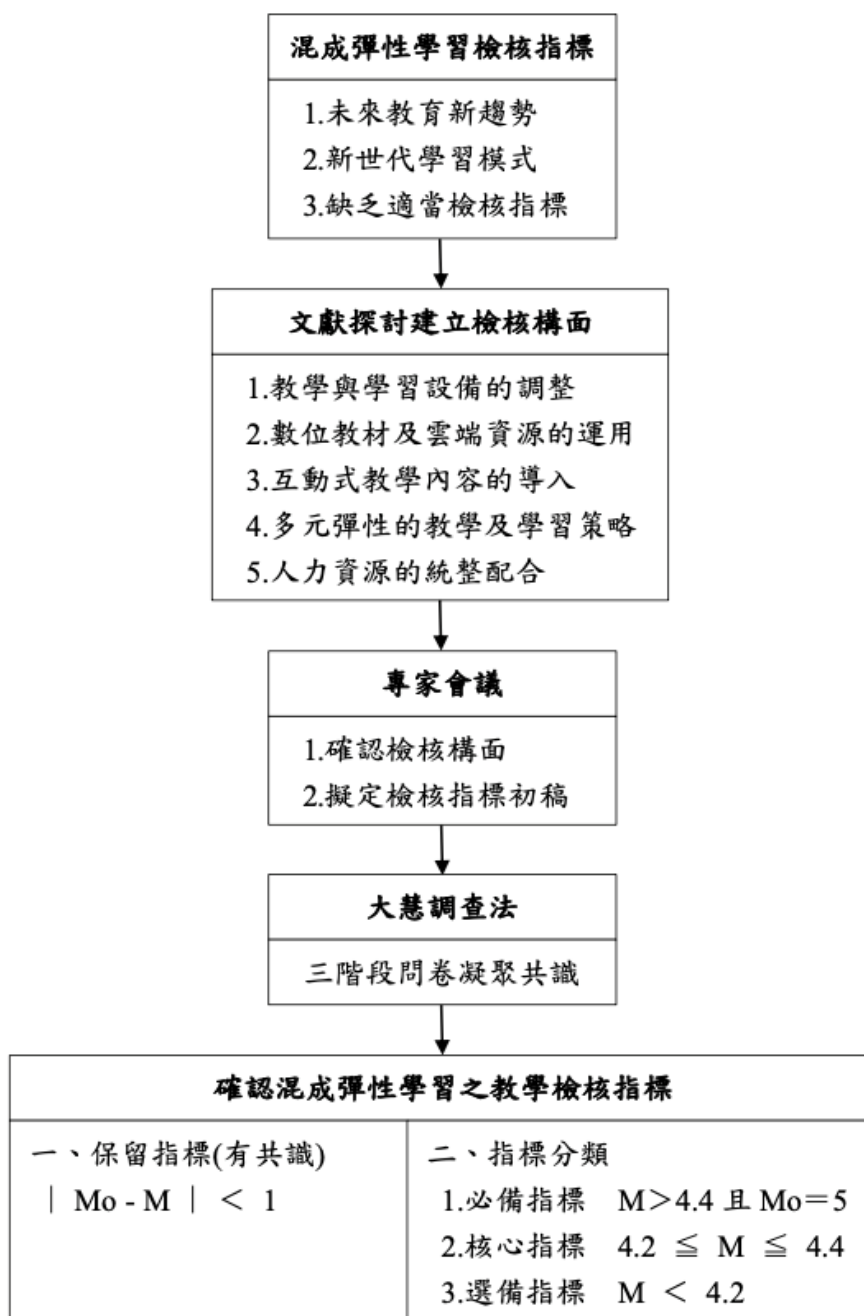 混成彈性學習檢核指標
1.未來教育新趨勢
2.新世代學習模式
3.缺乏適當檢核指標
文獻探討建立檢核構面
1.教學與學習設備的調整
2.數位教材及雲端資源的運用
3.互動式教學內容的導入
4.多元彈性的教學及學習策略
5.人力資源的統整配合
專家會議
1.確認檢核構面
2.擬定檢核指標初稿
大慧調查法
三階段問卷凝聚共識
確認混成彈性學習之教學檢核指標
一、保留指標(有共識)
| Mo - M | < 1
二、指標分類
1.必備指標 M>4.4 且 Mo=5
2.核心指標 4.2 ≦ M ≦ 4.4
3.選備指標 M < 4.2